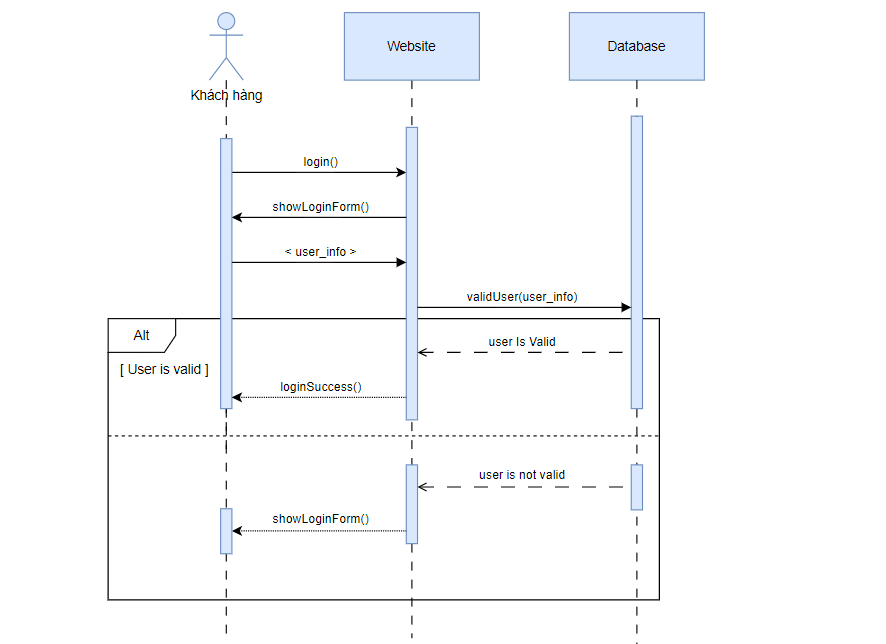 Website
Database
Khách hàng
login()
showLoginForm()
< user_info >
validUser(user_info)
Alt
user Is Valid
[ User is valid ]
loginSuccess()
user is not valid
showLoginForm()